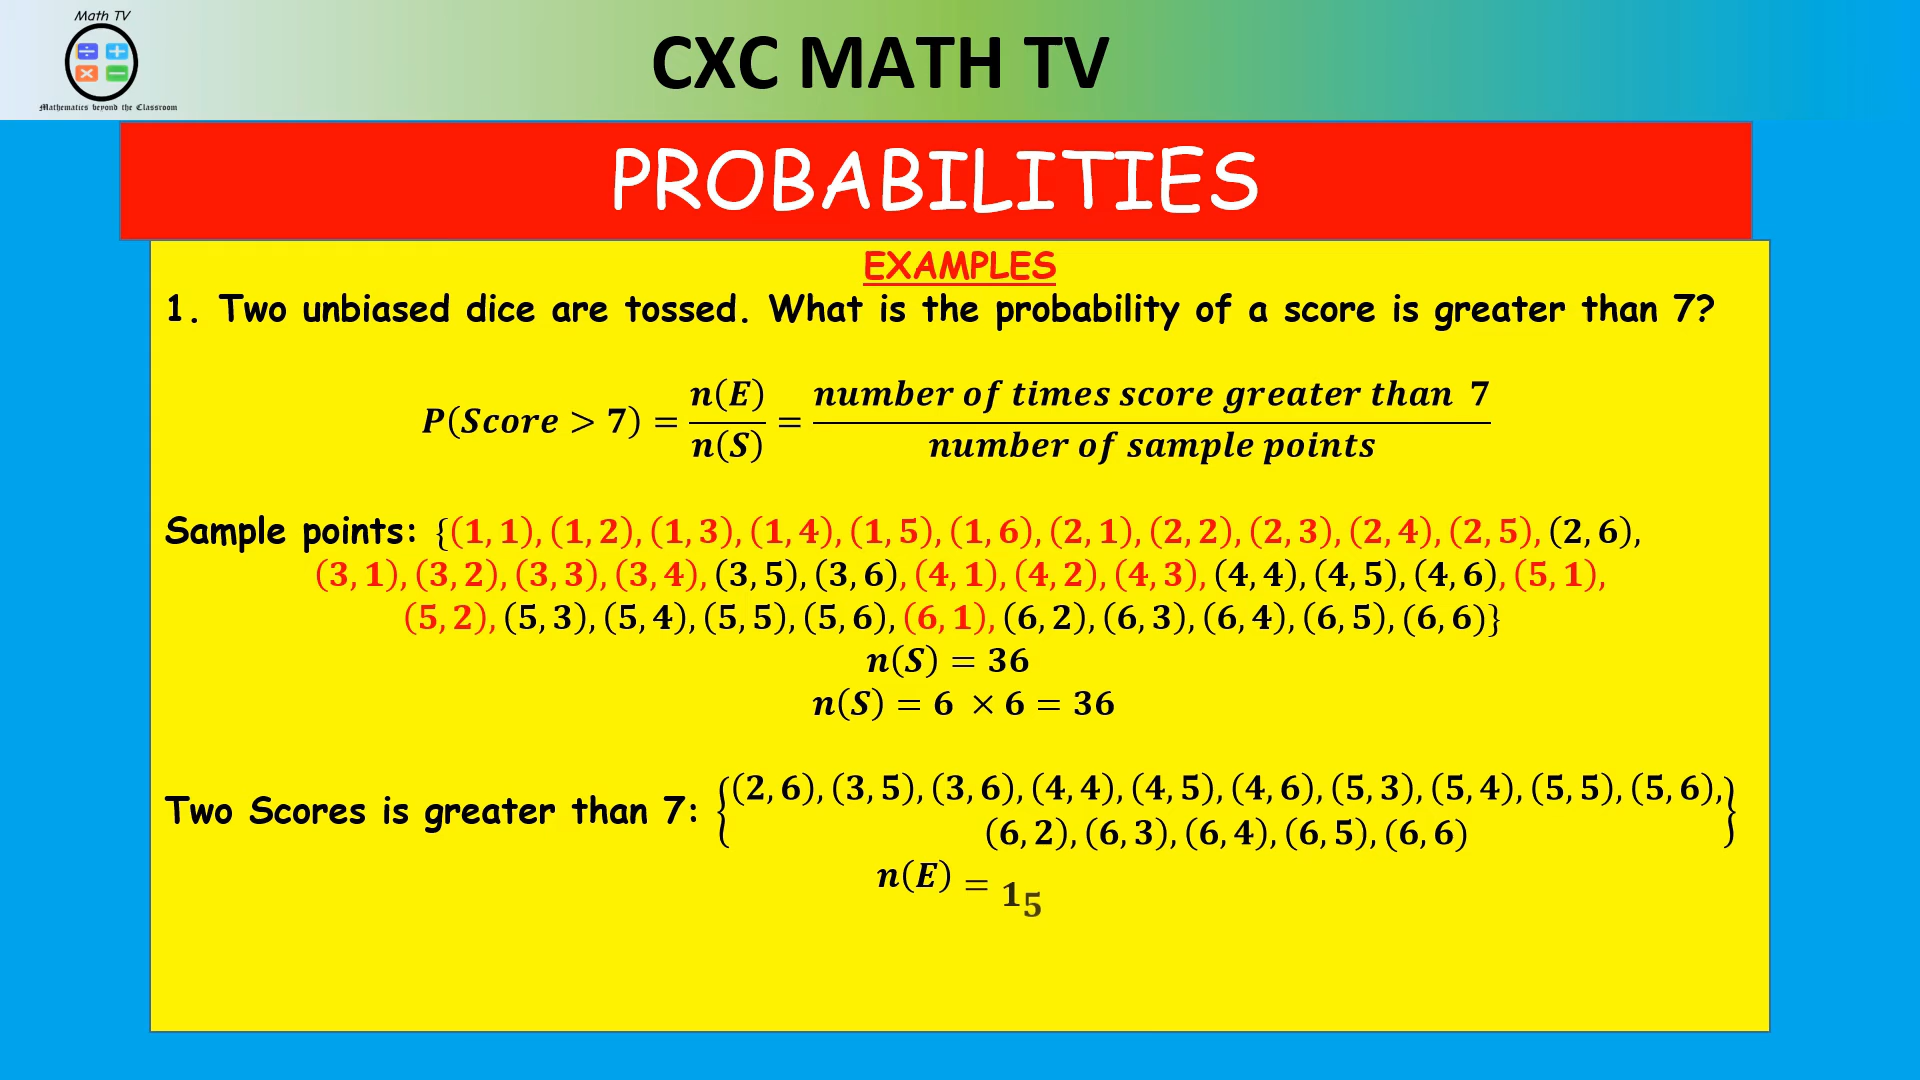 Math TV
Mathematics beyond the Classroom
CXC MATH TV
PROBABILITIES
EXAMPLES
1. Two unbiased dice are tossed. What is the probability of a score is greater than 7?
P(Score > 7) = n(E)/n(S) = number of times score greater than 7/number of sample points
Sample points: {(1,1), (1,2), (1,3), (1,4), (1,5), (1,6), (2,1), (2,2), (2,3), (2,4), (2,5), (2,6),
(3,1), (3,2), (3,3), (3,4), (3,5), (3,6), (4,1), (4,2), (4,3), (4,4), (4,5), (4,6), (5,1),
(5,2), (5,3), (5,4), (5,5), (5,6), (6,1), (6,2), (6,3), (6,4), (6,5), (6,6)}
n(S) = 36
n(S) = 6 × 6 = 36
Two Scores is greater than 7: {(2,6), (3,5), (3,6), (4,4), (4,5), (4,6), (5,3), (5,4), (5,5), (5,6),
(6,2), (6,3), (6,4), (6,5), (6,6)}
n(E) = 15